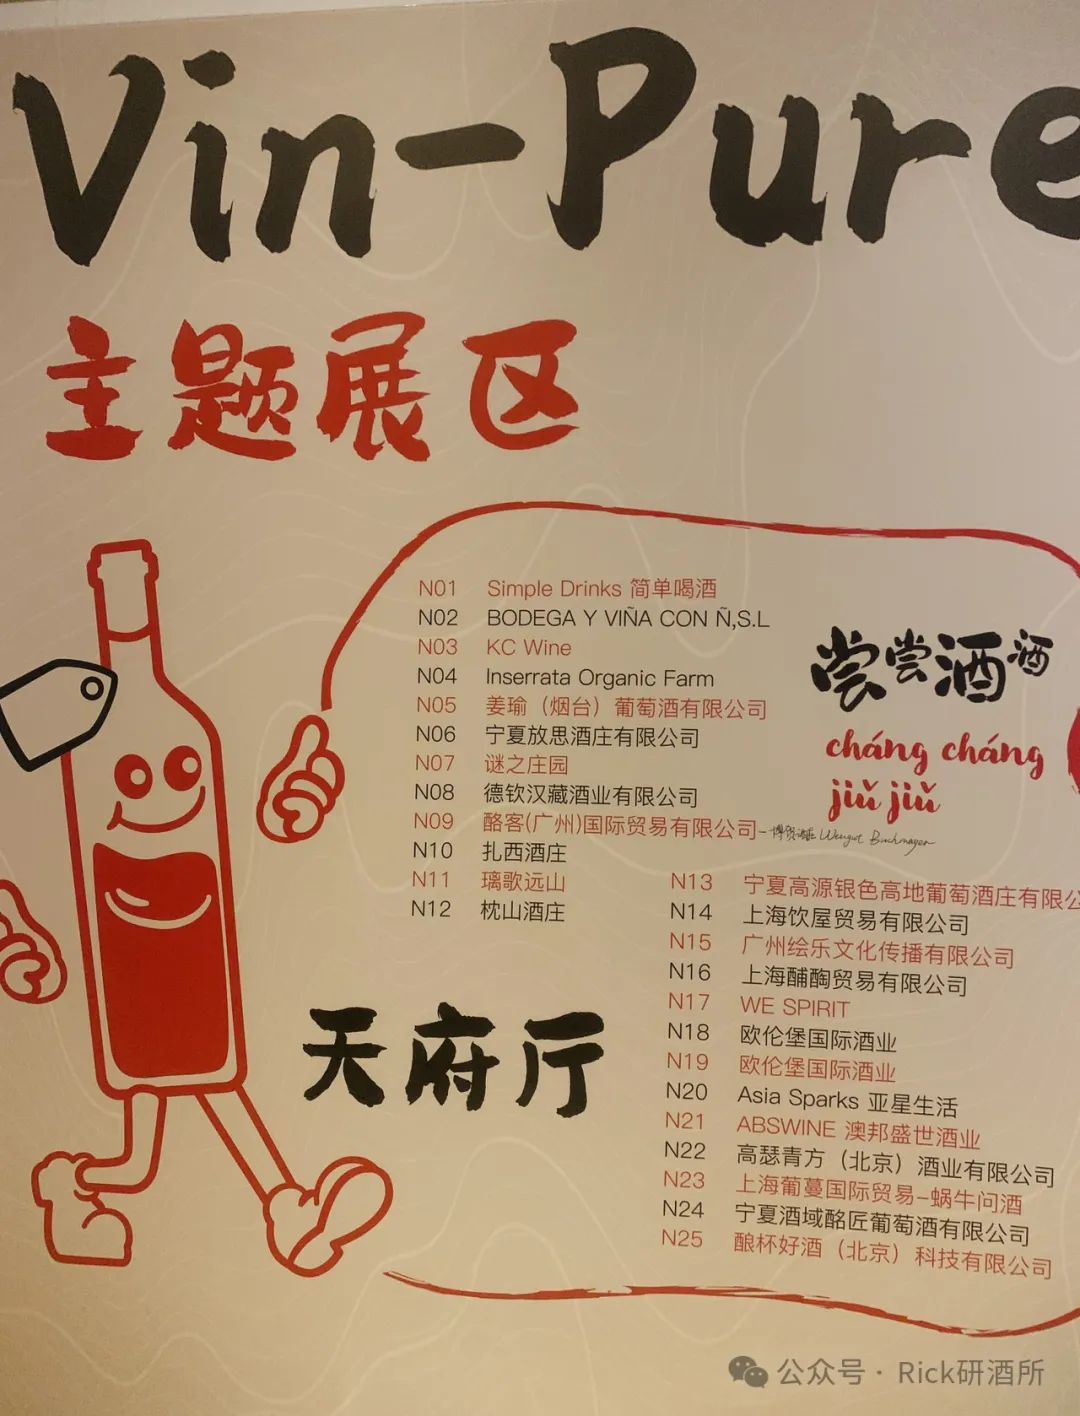 Vin-Pure
主题展区
N01 Simple Drinks 简单喝酒
N02 BODEGA Y VIÑA CON Ñ,S.L
N03 KC Wine
N04 Inserrata Organic Farm
N05 姜瑜（烟台）葡萄酒有限公司
N06 宁夏放思酒庄有限公司
N07 谜之庄园
N08 德钦汉藏酒业有限公司
N09 酩客(广州)国际贸易有限公司-博贺酒庄 Weingut
N10 扎西酒庄
N11 璃歌远山
N12 枕山酒庄
尝尝酒酒
cháng cháng
jiǔ jiǔ
N13 宁夏高源银色高地葡萄酒庄有限公
N14 上海饮屋贸易有限公司
N15 广州绘乐文化传播有限公司
N16 上海酺醄贸易有限公司
N17 WE SPIRIT
N18 欧伦堡国际酒业
N19 欧伦堡国际酒业
N20 Asia Sparks 亚星生活
N21 ABSWINE 澳邦盛世酒业
N22 高瑟青方（北京）酒业有限公司
N23 上海葡蔓国际贸易-蜗牛问酒
N24 宁夏酒域酩匠葡萄酒有限公司
N25 酿杯好酒（北京）科技有限公司
天府厅
公众号 · Rick研酒所